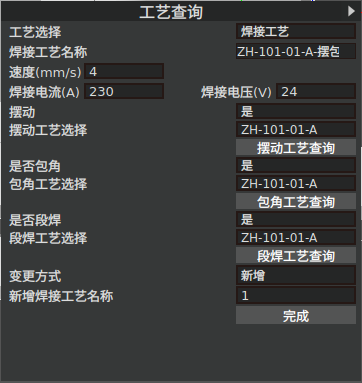 工艺查询
工艺选择 焊接工艺
焊接工艺名称 ZH-101-01-A-摆包
速度(mm/s) 4
焊接电流(A) 230 焊接电压(V) 24
摆动 是
摆动工艺选择 ZH-101-01-A
摆动工艺查询
是否包角 是
包角工艺选择 ZH-101-01-A
包角工艺查询
是否段焊 是
段焊工艺选择 ZH-101-01-A
段焊工艺查询
变更方式 新增
新增焊接工艺名称 1
完成